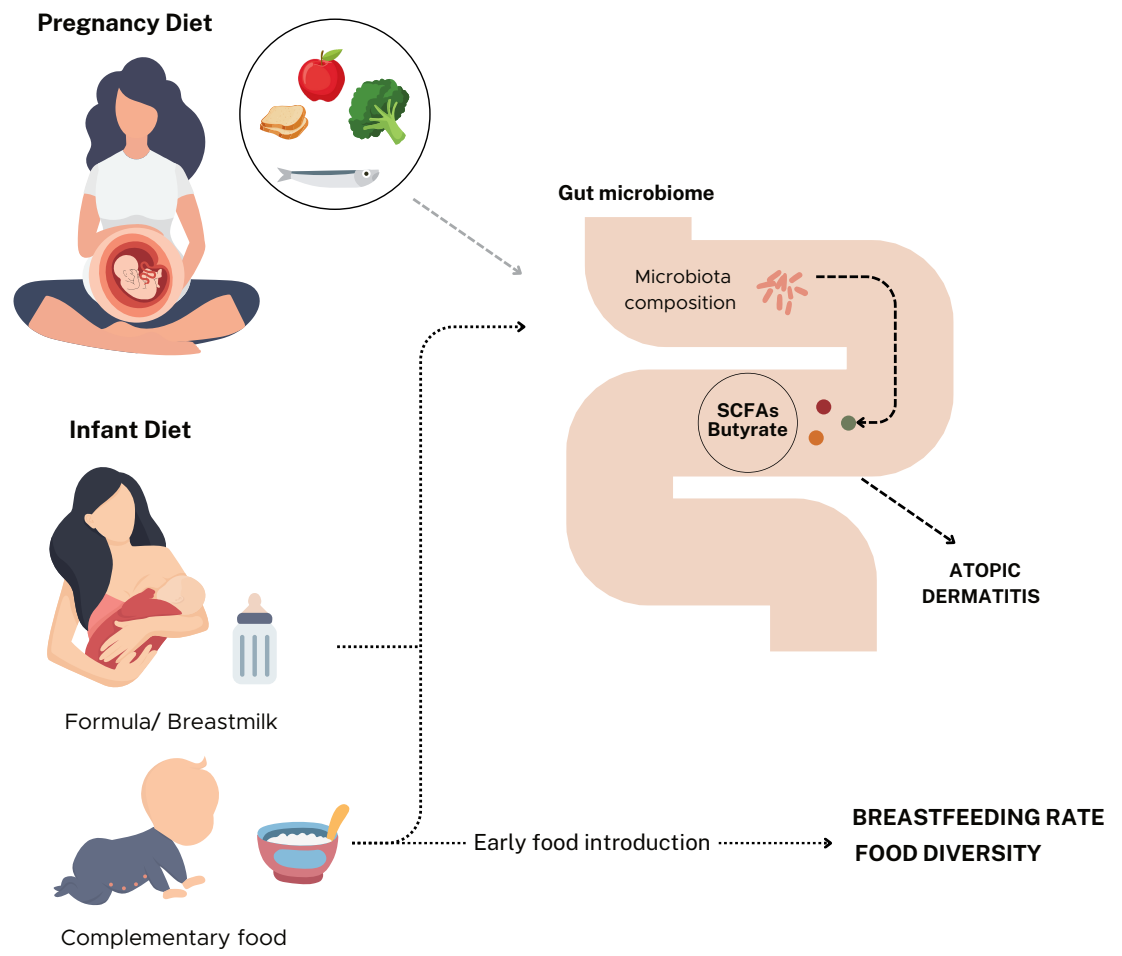 Pregnancy Diet
Gut microbiome
Microbiota
composition
SCFAs
Butyrate
ATOPIC
DERMATITIS
Infant Diet
Formula/ Breastmilk
Complementary food
Early food introduction
BREASTFEEDING RATE
FOOD DIVERSITY